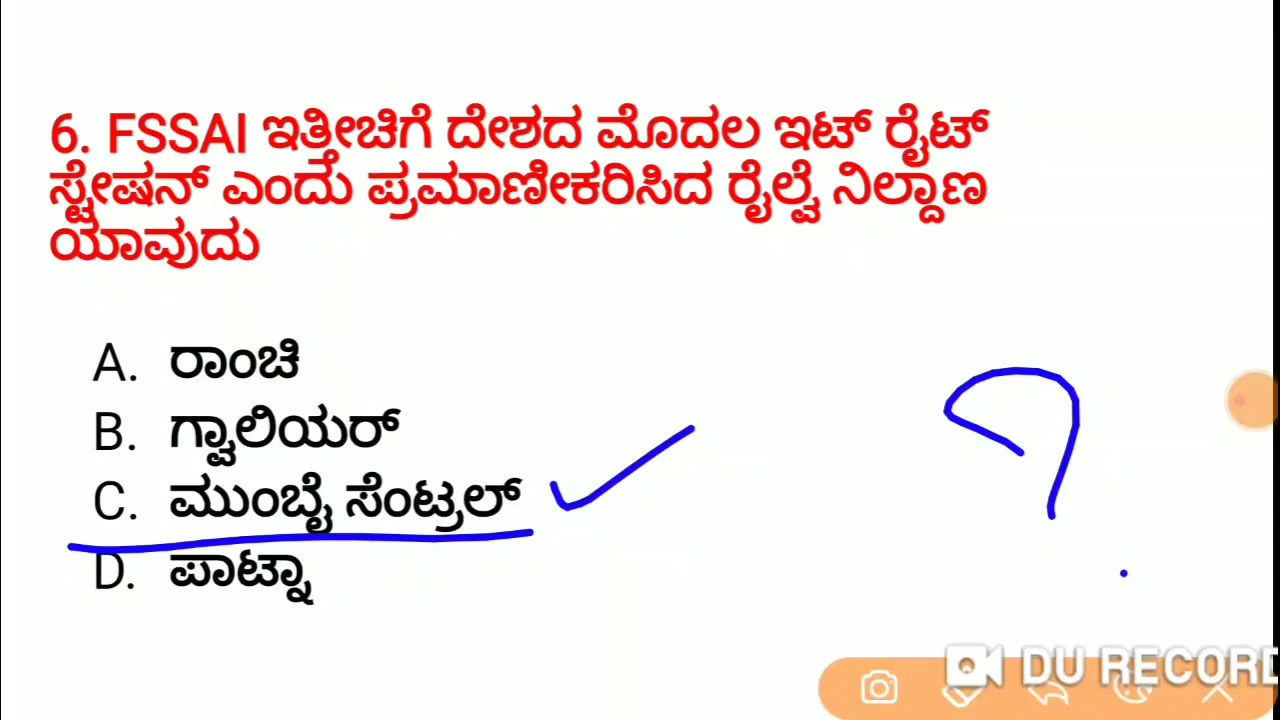 6. FSSAI ಇತ್ತೀಚಿಗೆ ದೇಶದ ಮೊದಲ ಇಟ್ ರೈಟ್
ಸ್ಟೇಷನ್ ಎಂದು ಪ್ರಮಾಣೀಕರಿಸಿದ ರೈಲ್ವೆ ನಿಲ್ದಾಣ
ಯಾವುದು
A. ರಾಂಚಿ
B. ಗ್ವಾಲಿಯರ್
C. ಮುಂಬೈ ಸೆಂಟ್ರಲ್
D. ಪಾಟ್ನಾ
?
DU RECORD